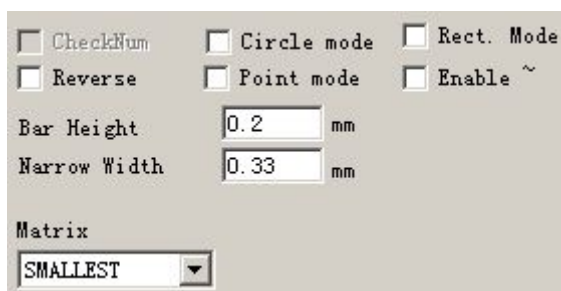 CheckNum Circle mode Rect. Mode
Reverse Point mode Enable ~
Bar Height 0.2 mm
Narrow Width 0.33 mm
Matrix
SMALLEST